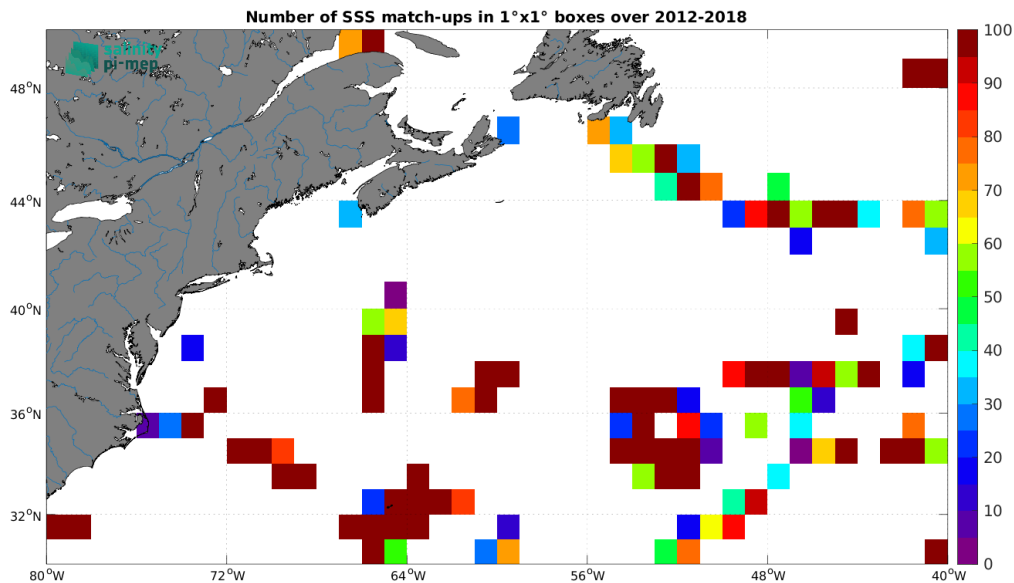 Number of SSS match-ups in 1°x1° boxes over 2012-2018
salinity
pi-mep
48°N
44°N
40°N
36°N
32°N
80°W 72°W 64°W 56°W 48°W 40°W
100
90
80
70
60
50
40
30
20
10
0